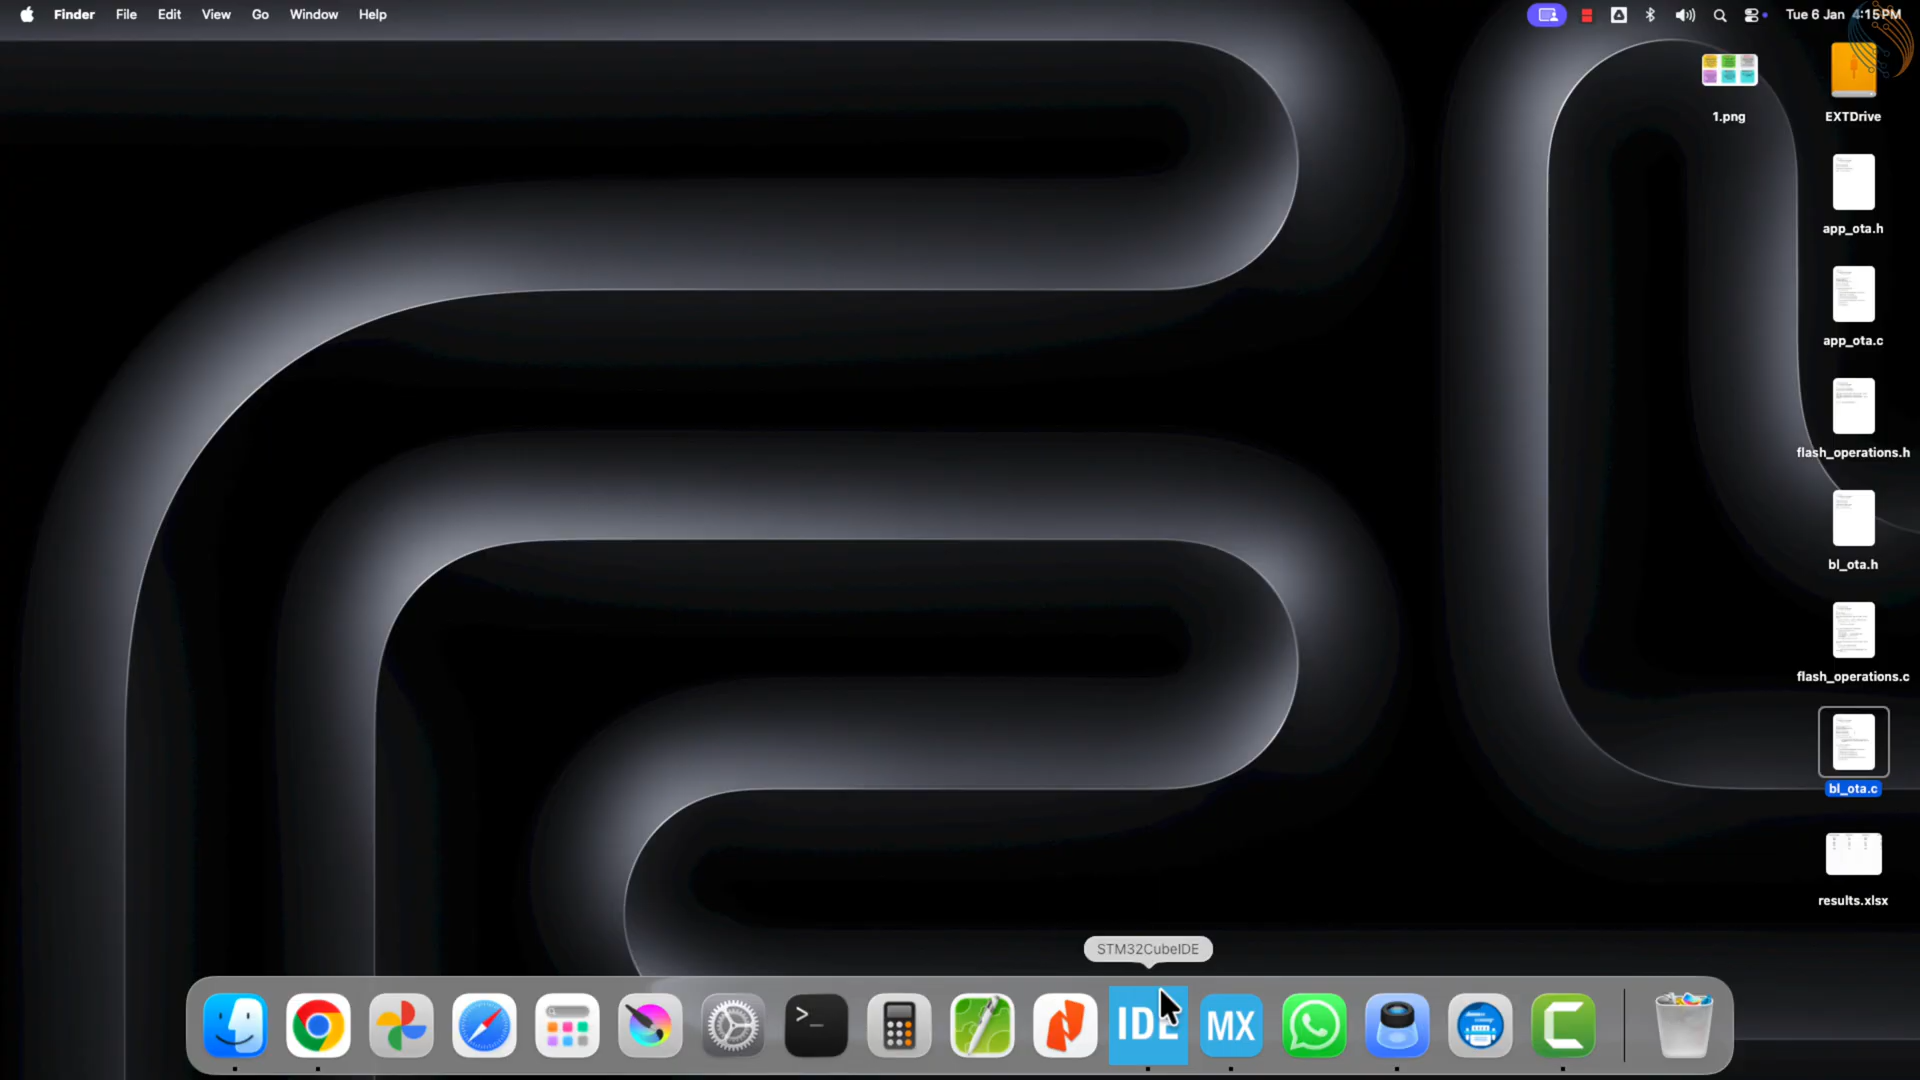 Finder File Edit View Go Window Help
Tue 6 Jan 4:15PM
1.png
EXTDrive
app_ota.h
app_ota.c
flash_operations.h
bl_ota.h
flash_operations.c
bl_ota.c
results.xlsx
STM32CubeIDE
IDE
MX